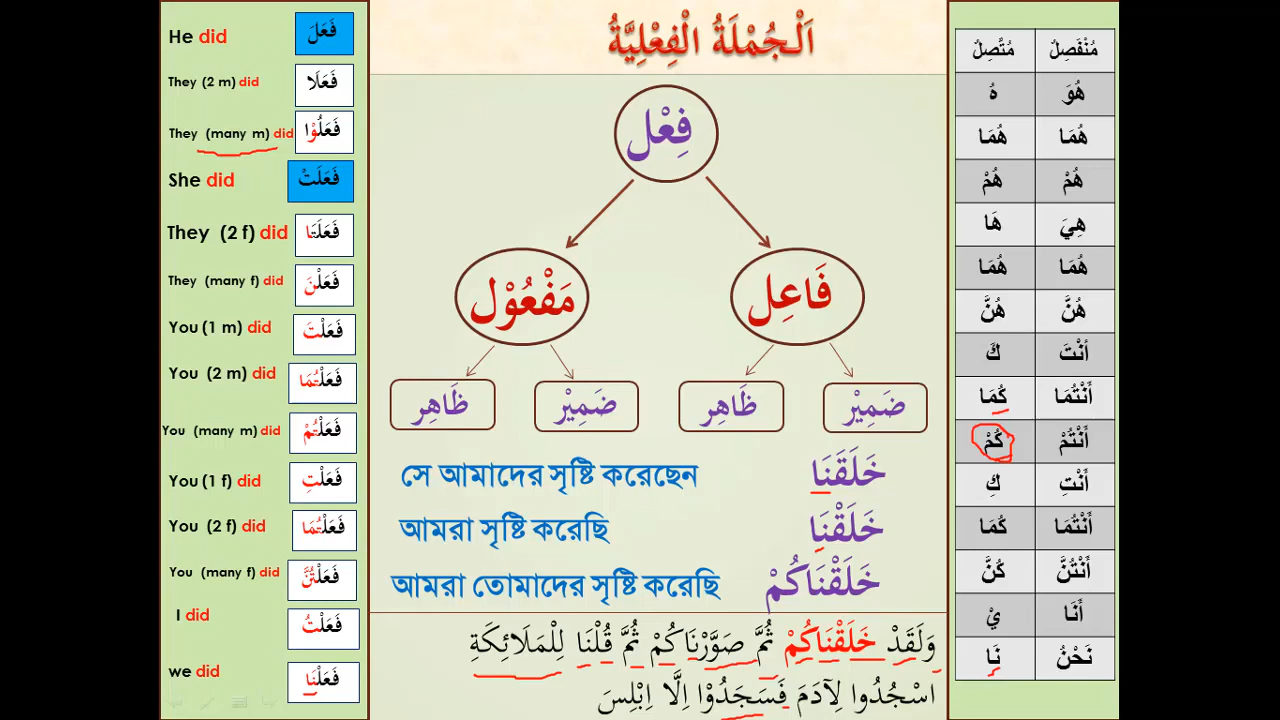 اَلْجُمْلَةُ الْفِعْلِيَّةُ
He did فَعَلَ
They (2 m) did فَعَلَا
They (many m) did فَعَلُوْا
She did فَعَلَتْ
They (2 f) did فَعَلَتَا
They (many f) did فَعَلْنَ
You (1 m) did فَعَلْتَ
You (2 m) did فَعَلْتُمَا
You (many m) did فَعَلْتُمْ
You (1 f) did فَعَلْتِ
You (2 f) did فَعَلْتُمَا
You (many f) did فَعَلْتُنَّ
I did فَعَلْتُ
we did فَعَلْنَا
فِعْل
فَاعِل
مَفْعُوْل
ضَمِيْر
ظَاهِر
ضَمِيْر
ظَاهِر
خَلَقَنَا
সে আমাদের সৃষ্টি করেছেন
خَلَقْنَا
আমরা সৃষ্টি করেছি
خَلَقْنَاكُمْ
আমরা তোমাদের সৃষ্টি করেছি
وَلَقَدْ خَلَقْنَاكُمْ ثُمَّ صَوَّرْنَاكُمْ ثُمَّ قُلْنَا لِلْمَلَائِكَةِ
اسْجُدُوا لِآدَمَ فَسَجَدُوْا اِلَّا اِبْلِسَ
مُنْفَصِلٌ مُتَّصِلٌ
هُوَ هُ
هُمَا هُمَا
هُمْ هُمْ
هِيَ هَا
هُمَا هُمَا
هُنَّ هُنَّ
أَنْتَ كَ
أَنْتُمَا كُمَا
أَنْتُمْ كُمْ
أَنْتِ كِ
أَنْتُمَا كُمَا
أَنْتُنَّ كُنَّ
أَنَا يْ
نَحْنُ نَا